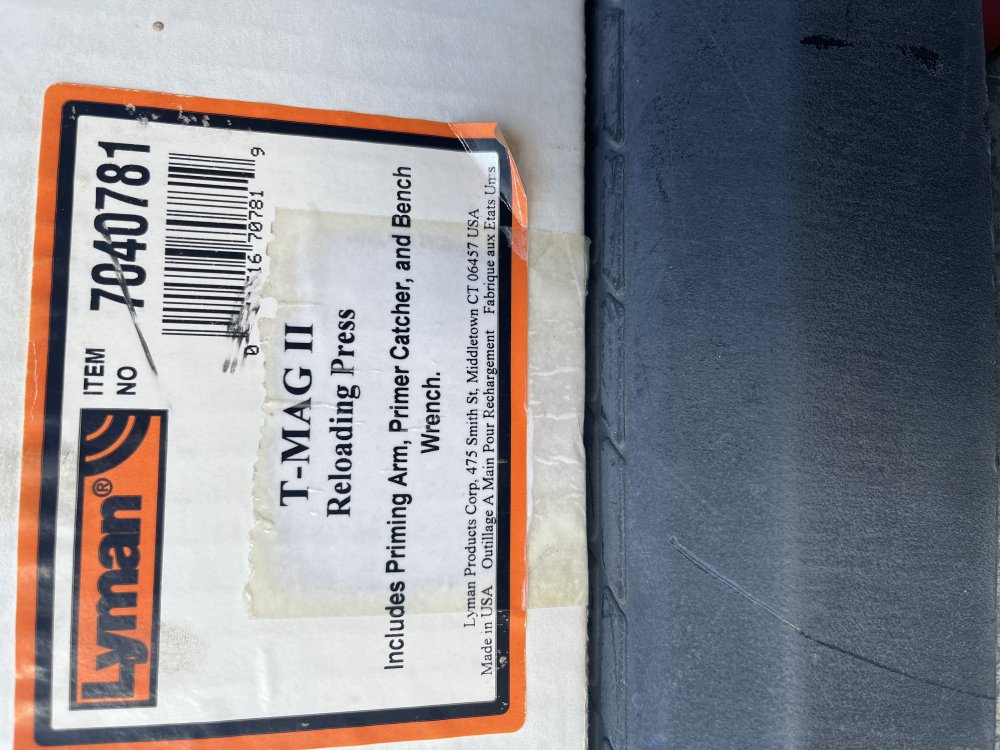 Lyman®
ITEM
NO
7040781
0 16 70781 9
T-MAG II
Reloading Press
Includes Priming Arm, Primer Catcher, and Bench
Wrench.
Lyman Products Corp, 475 Smith St, Middletown CT 06457 USA
Made in USA Outillage A Main Pour Rechargement Fabrique aux Etats